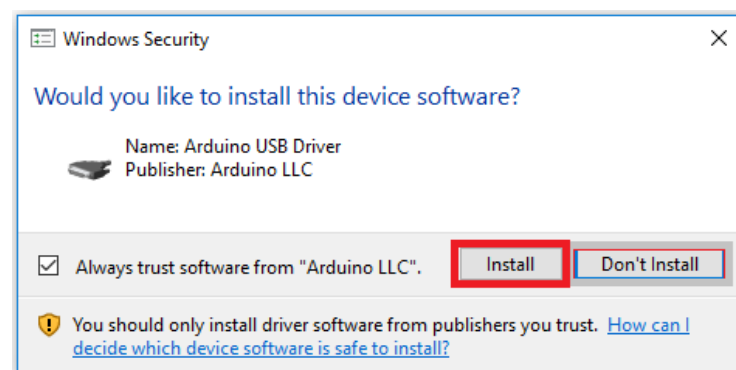 Windows Security
Would you like to install this device software?
Name: Arduino USB Driver
Publisher: Arduino LLC
Always trust software from "Arduino LLC".
Install
Don't Install
You should only install driver software from publishers you trust. How can I
decide which device software is safe to install?